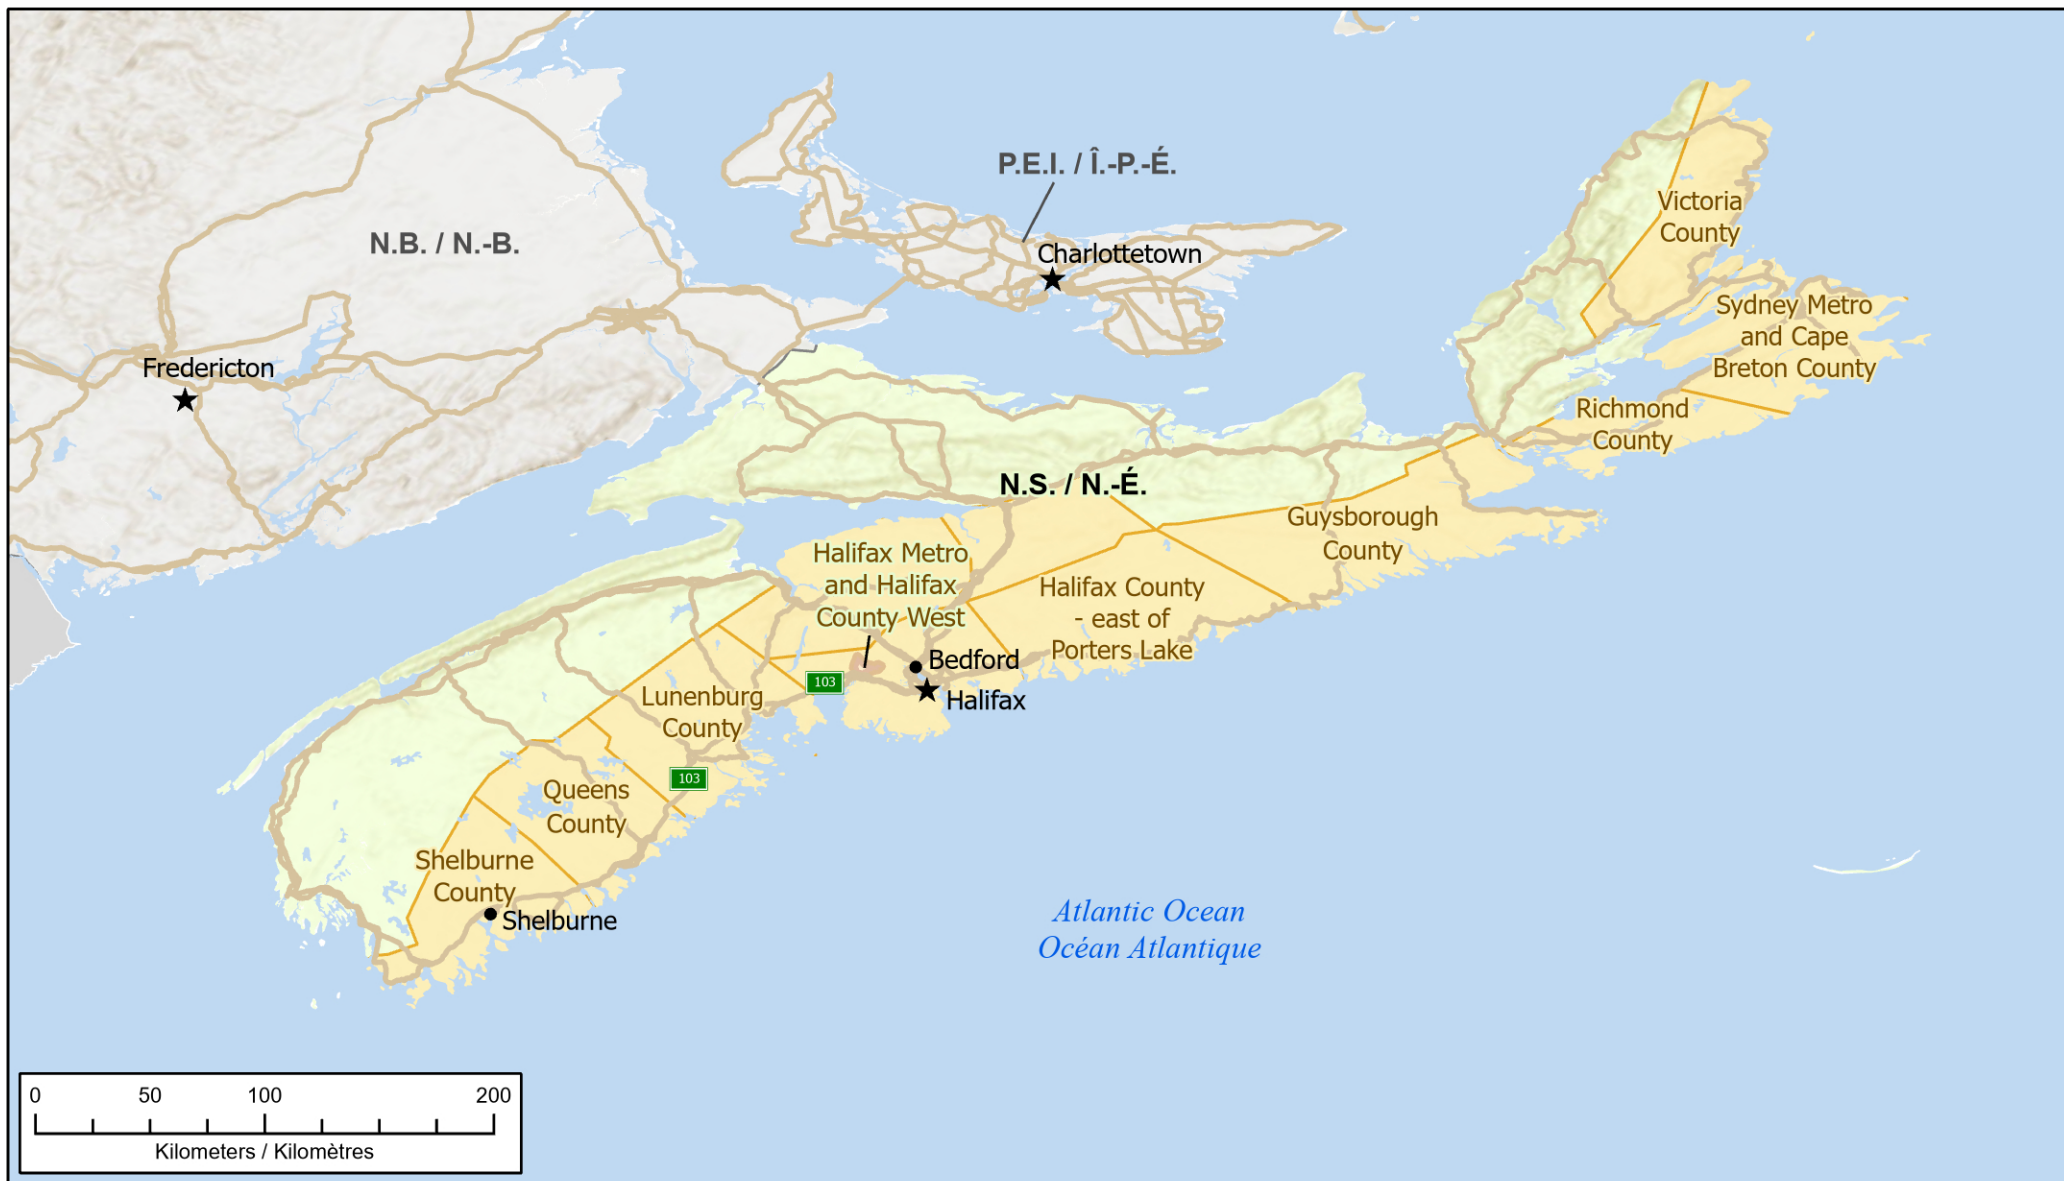 P.E.I. / Î.-P.-É.
Victoria
County
N.B. / N.-B.
Charlottetown
Sydney Metro
and Cape
Breton County
Fredericton
Richmond
County
N.S. / N.-É.
Guysborough
County
Halifax Metro
and Halifax
County West
Halifax County
- east of
Porters Lake
Bedford
103
Halifax
Lunenburg
County
103
Queens
County
Shelburne
County
Shelburne
Atlantic Ocean
Océan Atlantique
0 50 100 200
Kilometers / Kilomètres